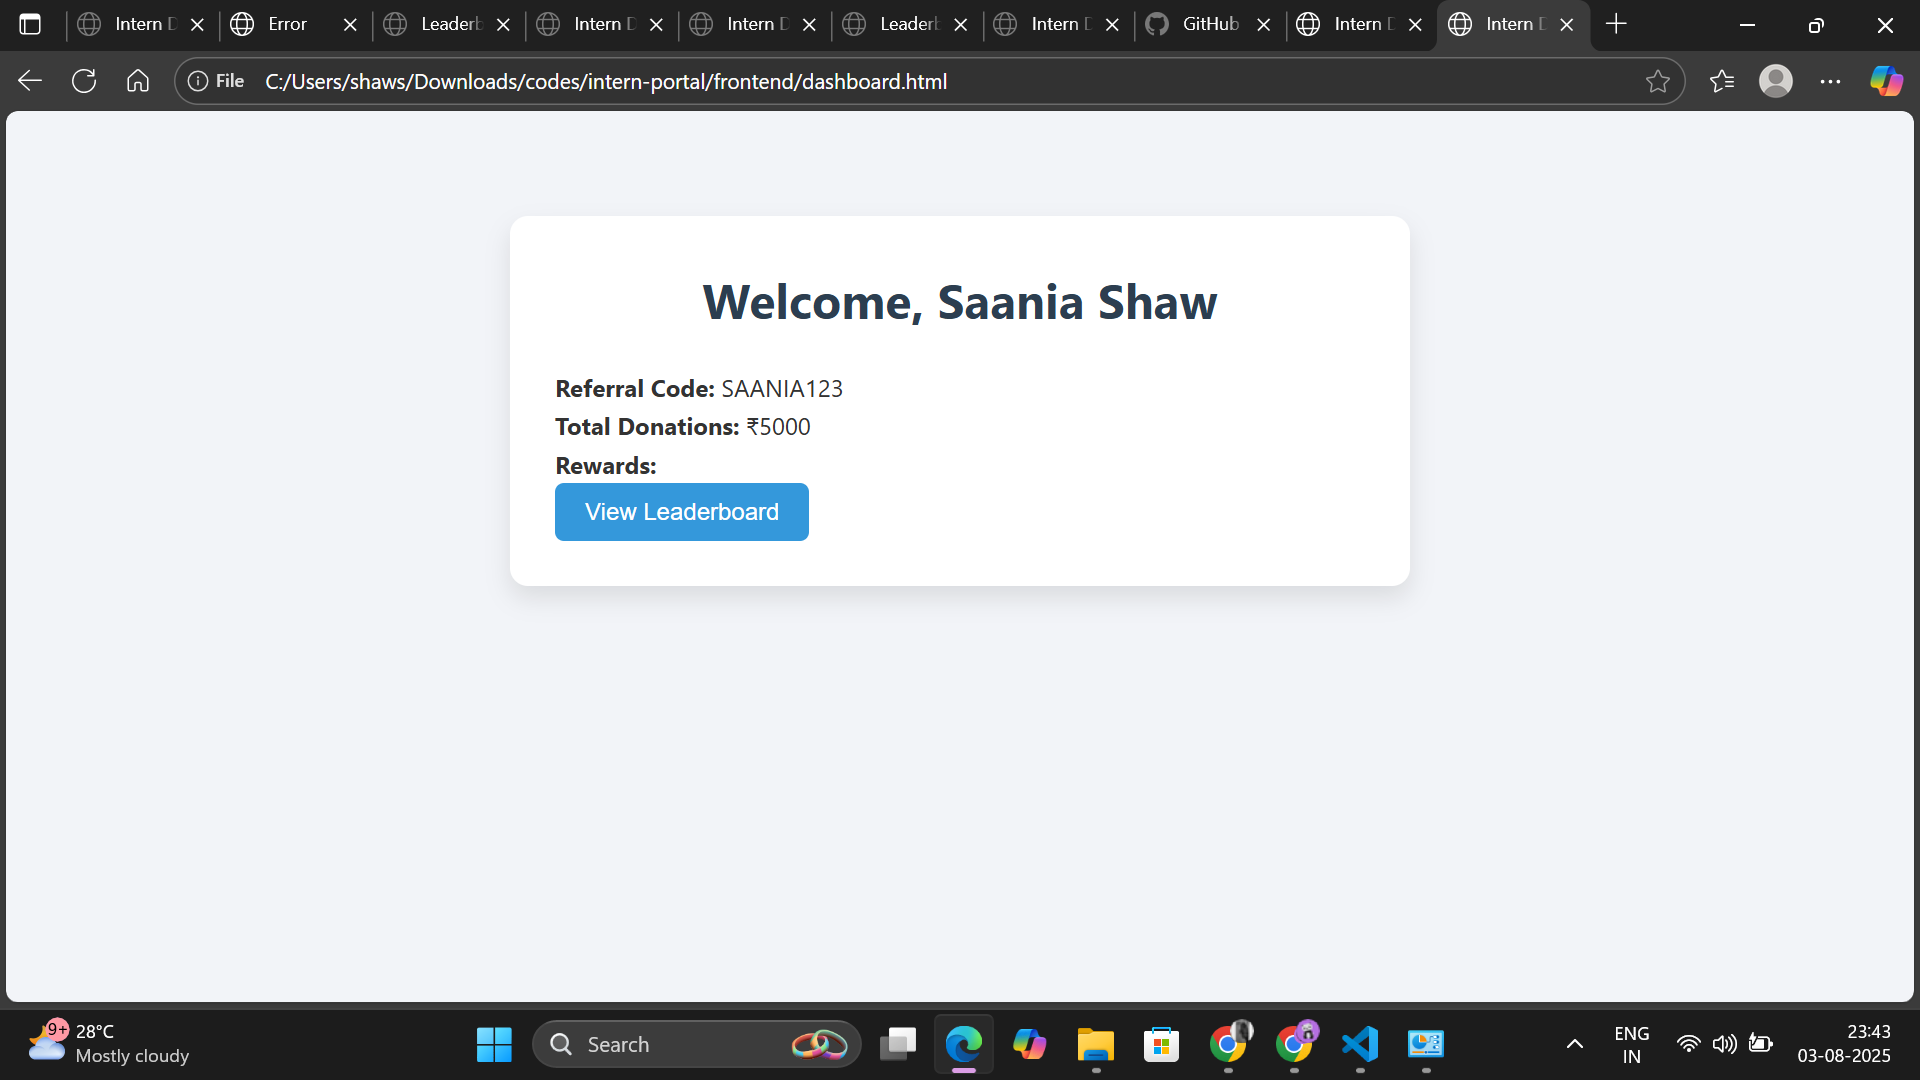 Intern D
Error
Leaderb
Intern D
Intern D
Leaderb
Intern D
GitHub
Intern D
Intern D
File
C:/Users/shaws/Downloads/codes/intern-portal/frontend/dashboard.html
Welcome, Saania Shaw
Referral Code: SAANIA123
Total Donations: ₹5000
Rewards:
View Leaderboard
9+
28°C
Mostly cloudy
Search
ENG
IN
23:43
03-08-2025